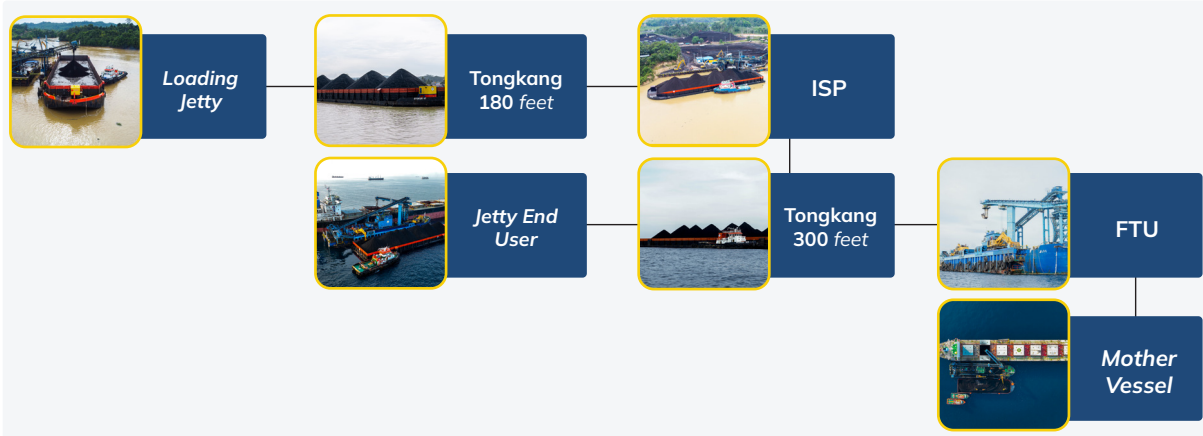 Loading
Jetty
Tongkang
180 feet
ISP
Jetty End
User
Tongkang
300 feet
FTU
Mother
Vessel